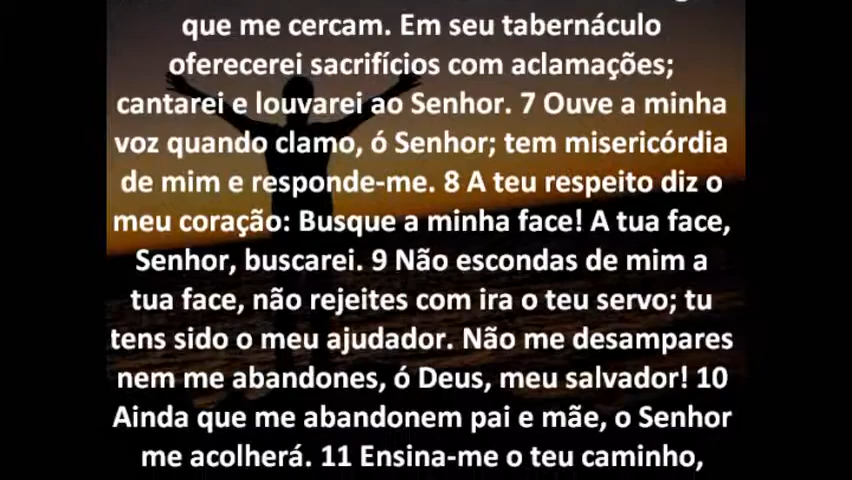 que me cercam. Em seu tabernáculo
oferecerei sacrifícios com aclamações;
cantarei e louvarei ao Senhor. 7 Ouve a minha
voz quando clamo, ó Senhor; tem misericórdia
de mim e responde-me. 8 A teu respeito diz o
meu coração: Busque a minha face! A tua face,
Senhor, buscarei. 9 Não escondas de mim a
tua face, não rejeites com ira o teu servo; tu
tens sido o meu ajudador. Não me desampares
nem me abandones, ó Deus, meu salvador! 10
Ainda que me abandonem pai e mãe, o Senhor
me acolherá. 11 Ensina-me o teu caminho,